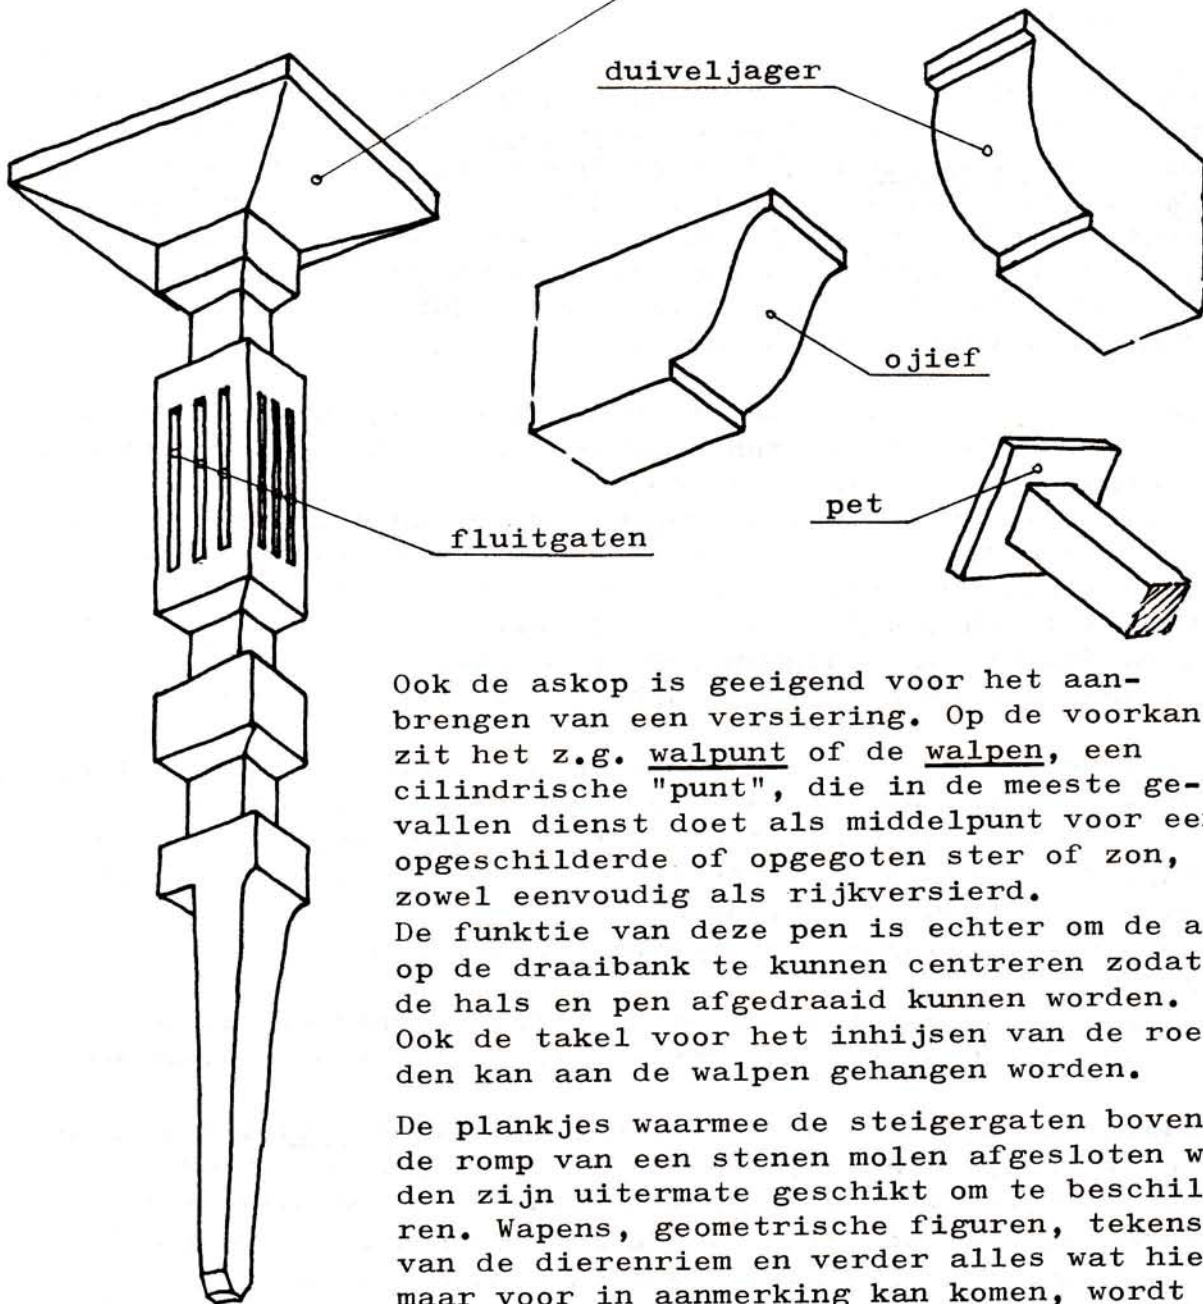 duiveljager
ojief
pet
fluitgaten
Ook de askop is geeigend voor het aan-
brengen van een versiering. Op de voorkan
zit het z.g. walpunt of de walpen, een
cilindrische "punt", die in de meeste ge-
vallen dienst doet als middelpunt voor ee
opgeschilderde of opgegoten ster of zon,
zowel eenvoudig als rijkversierd.
De funktie van deze pen is echter om de a
op de draaibank te kunnen centreren zodat
de hals en pen afgedraaid kunnen worden.
Ook de takel voor het inhijsen van de roe
den kan aan de walpen gehangen worden.
De plankjes waarmee de steigergaten boven
de romp van een stenen molen afgesloten w
den zijn uitermate geschikt om te beschil
ren. Wapens, geometrische figuren, tekens
van de dierenriem en verder alles wat hie
maar voor in aanmerking kan komen, wordt